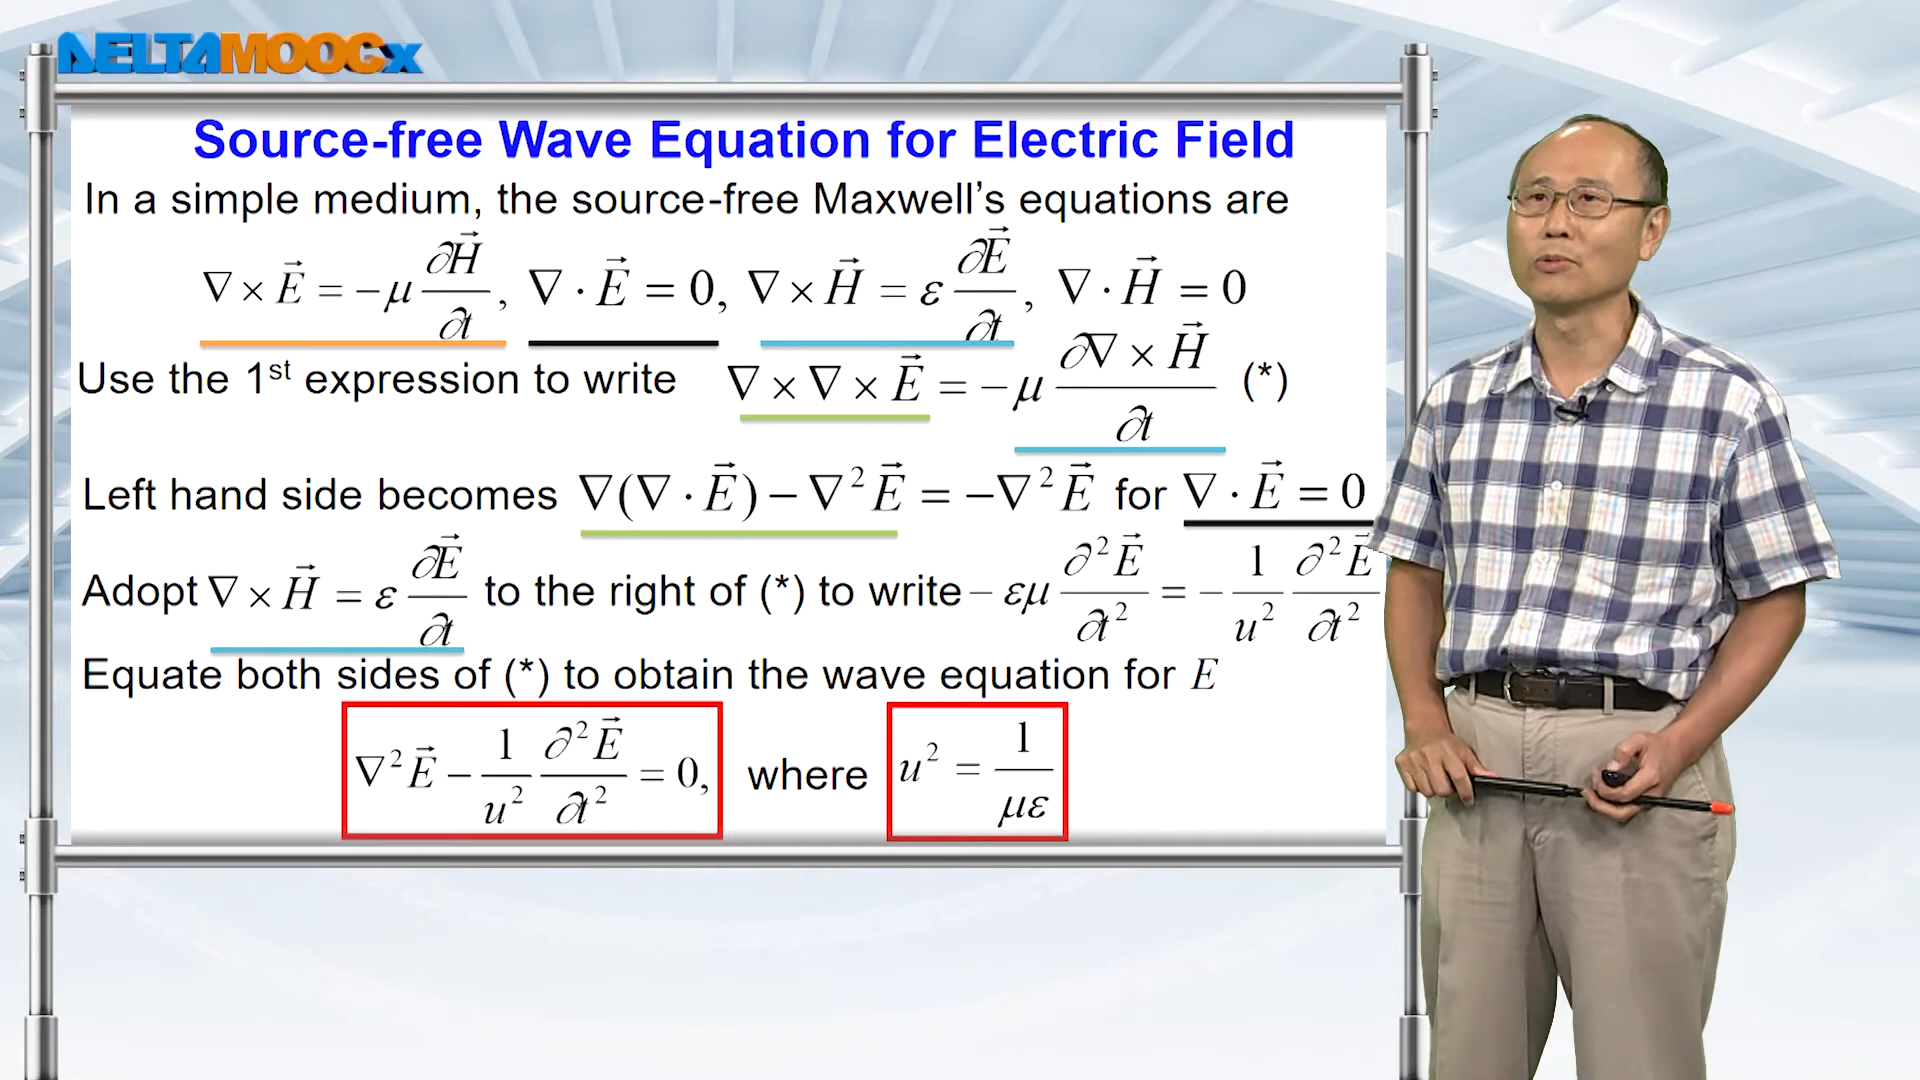 DELTAMOOCx
Source-free Wave Equation for Electric Field
In a simple medium, the source-free Maxwell’s equations are
∇ × E⃗ = −μ ∂H⃗/∂t, ∇ · E⃗ = 0, ∇ × H⃗ = ε ∂E⃗/∂t, ∇ · H⃗ = 0
Use the 1st expression to write ∇ × ∇ × E⃗ = −μ ∂∇ × H⃗/∂t (*)
Left hand side becomes ∇(∇ · E⃗) − ∇²E⃗ = −∇²E⃗ for ∇ · E⃗ = 0
Adopt ∇ × H⃗ = ε ∂E⃗/∂t to the right of (*) to write − εμ ∂²E⃗/∂t² = − 1/u² ∂²E⃗/∂t²
Equate both sides of (*) to obtain the wave equation for E
∇²E⃗ − 1/u² ∂²E⃗/∂t² = 0, where u² = 1/με